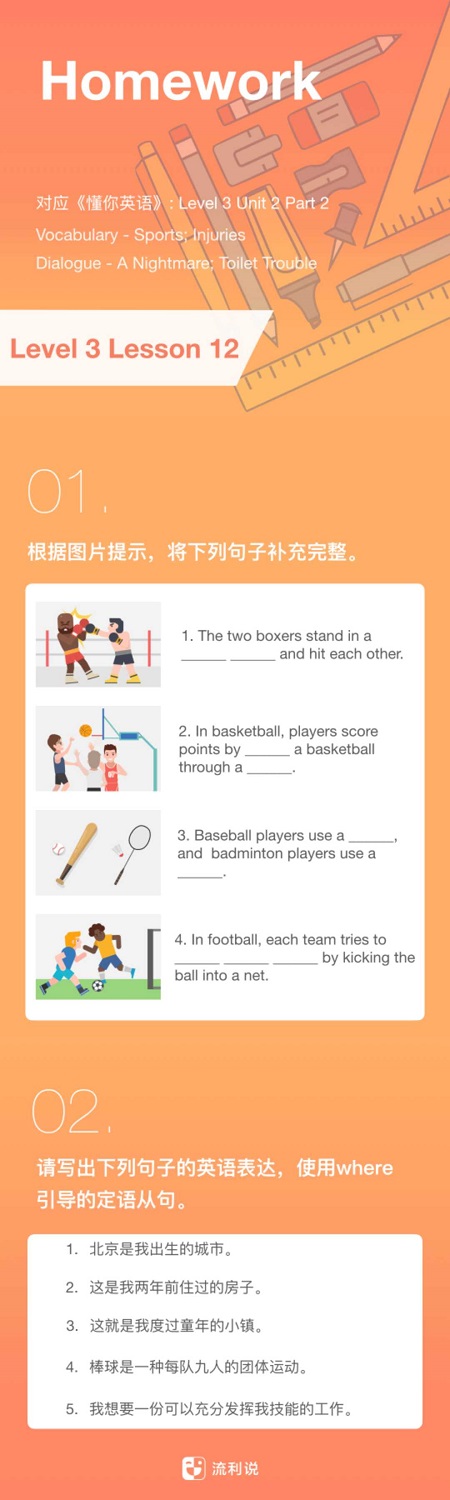 Homework
对应《懂你英语》: Level 3 Unit 2 Part 2
Vocabulary - Sports; Injuries
Dialogue - A Nightmare; Toilet Trouble
Level 3 Lesson 12
01.
根据图片提示，将下列句子补充完整。
1. The two boxers stand in a
______ ______ and hit each other.
2. In basketball, players score
points by ______ a basketball
through a ______.
3. Baseball players use a ______,
and badminton players use a
______.
4. In football, each team tries to
______ ______ ______ by kicking the
ball into a net.
02.
请写出下列句子的英语表达，使用where
引导的定语从句。
1. 北京是我出生的城市。
2. 这是我两年前住过的房子。
3. 这就是我度过童年的小镇。
4. 棒球是一种每队九人的团体运动。
5. 我想要一份可以充分发挥我技能的工作。
流利说